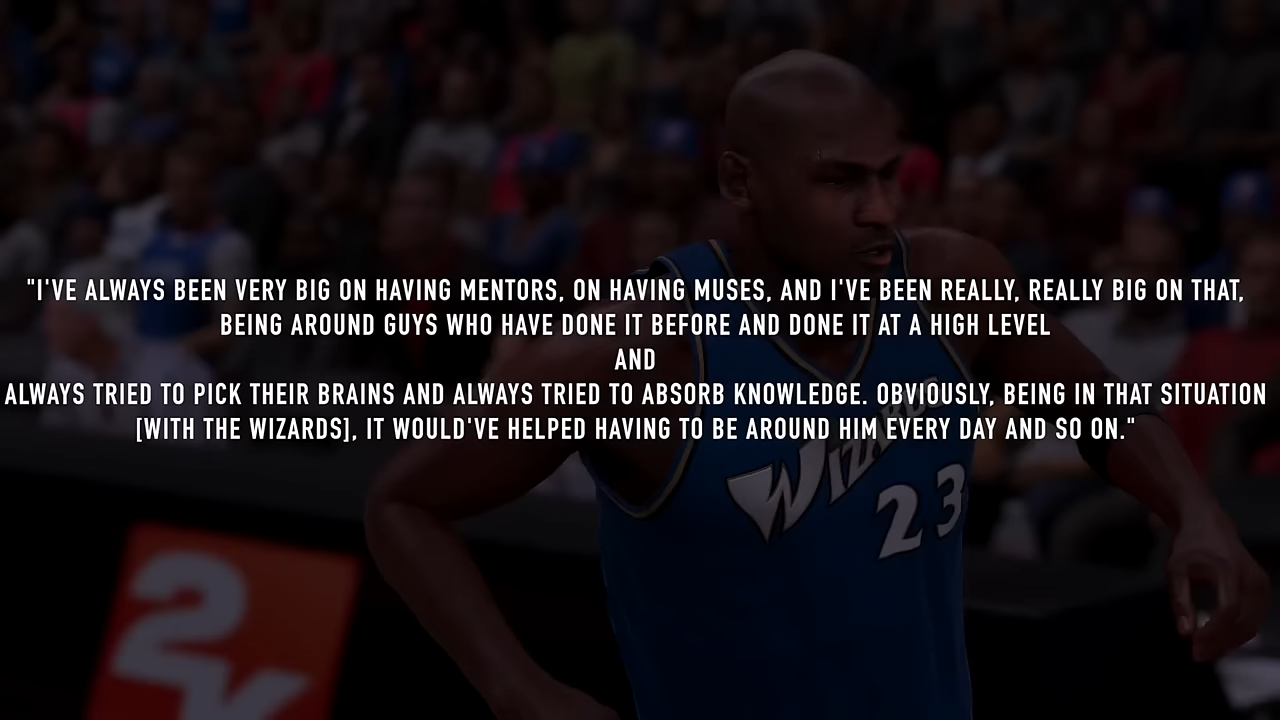 "I'VE ALWAYS BEEN VERY BIG ON HAVING MENTORS, ON HAVING MUSES, AND I'VE BEEN REALLY, REALLY BIG ON THAT,
BEING AROUND GUYS WHO HAVE DONE IT BEFORE AND DONE IT AT A HIGH LEVEL
AND
ALWAYS TRIED TO PICK THEIR BRAINS AND ALWAYS TRIED TO ABSORB KNOWLEDGE. OBVIOUSLY, BEING IN THAT SITUATION
[WITH THE WIZARDS], IT WOULD'VE HELPED HAVING TO BE AROUND HIM EVERY DAY AND SO ON."
WIZARDS
23
2K